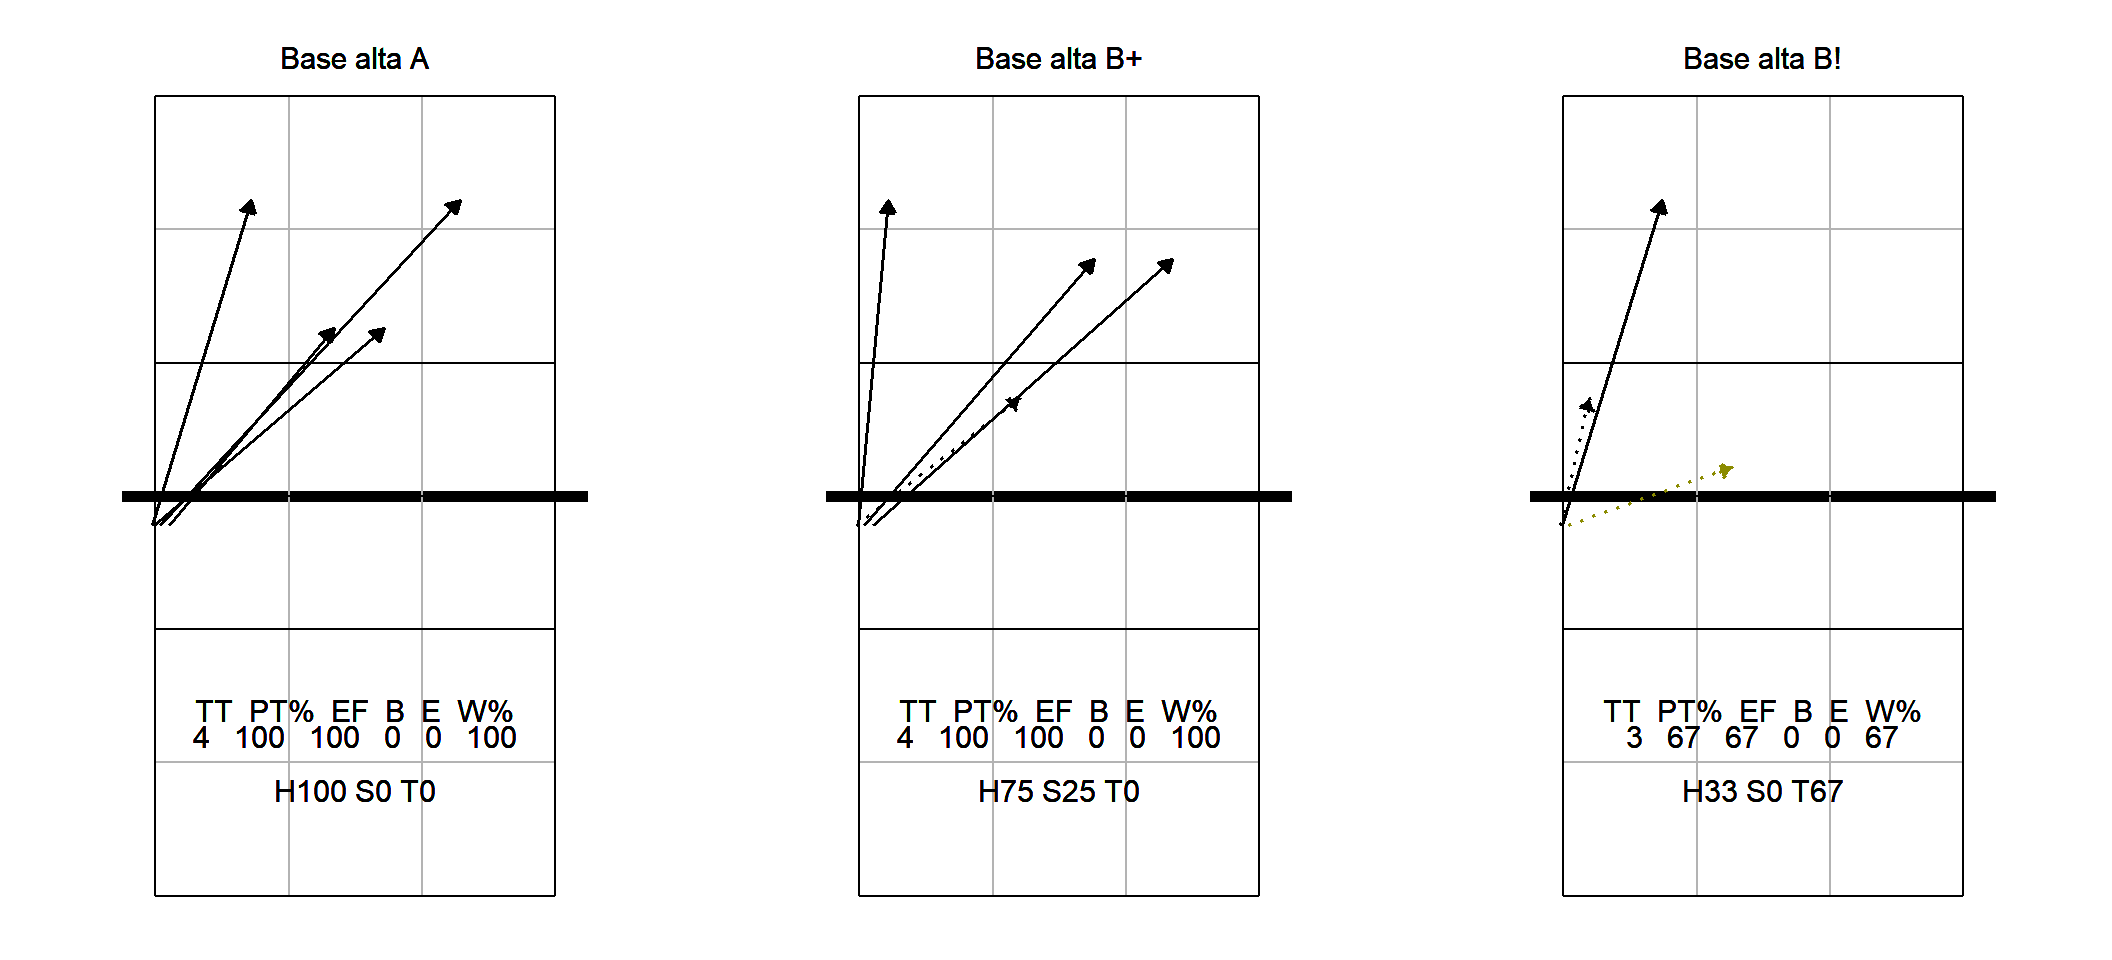 Base alta A
TT PT% EF B E W%
4 100 100 0 0 100
H100 S0 T0
Base alta B+
TT PT% EF B E W%
4 100 100 0 0 100
H75 S25 T0
Base alta B!
TT PT% EF B E W%
3 67 67 0 0 67
H33 S0 T67